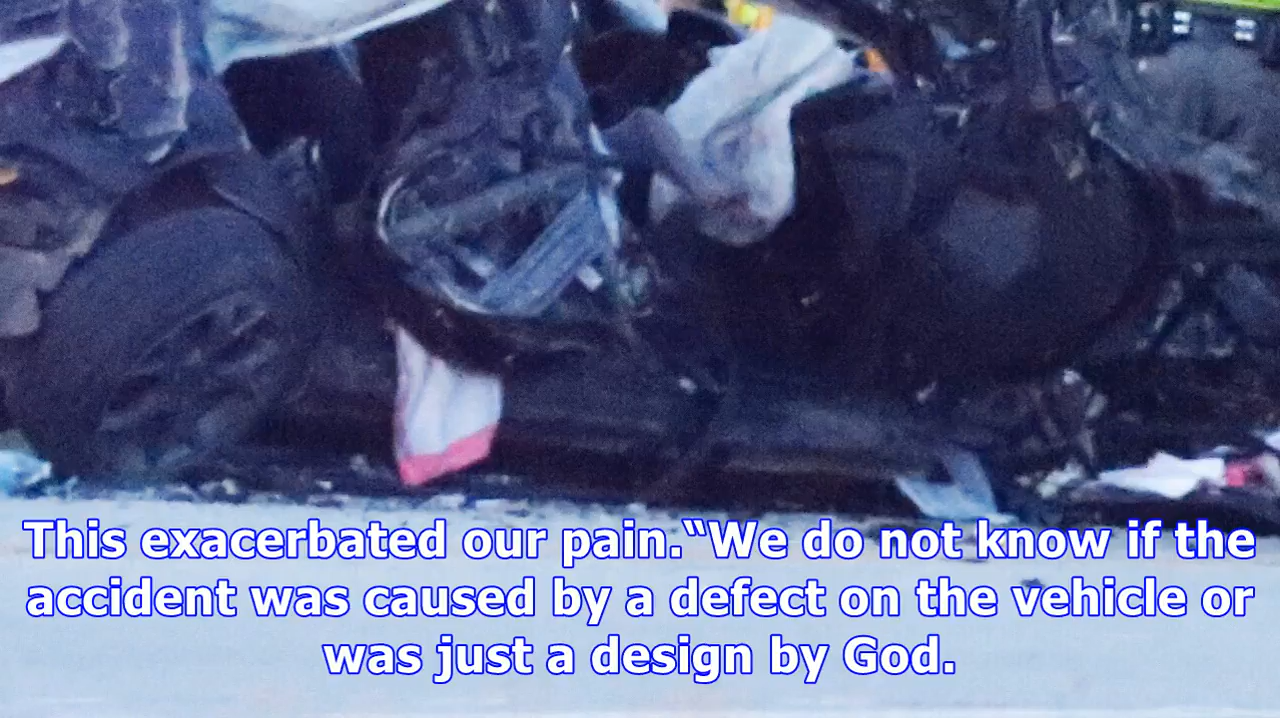 This exacerbated our pain.“We do not know if the
accident was caused by a defect on the vehicle or
was just a design by God.